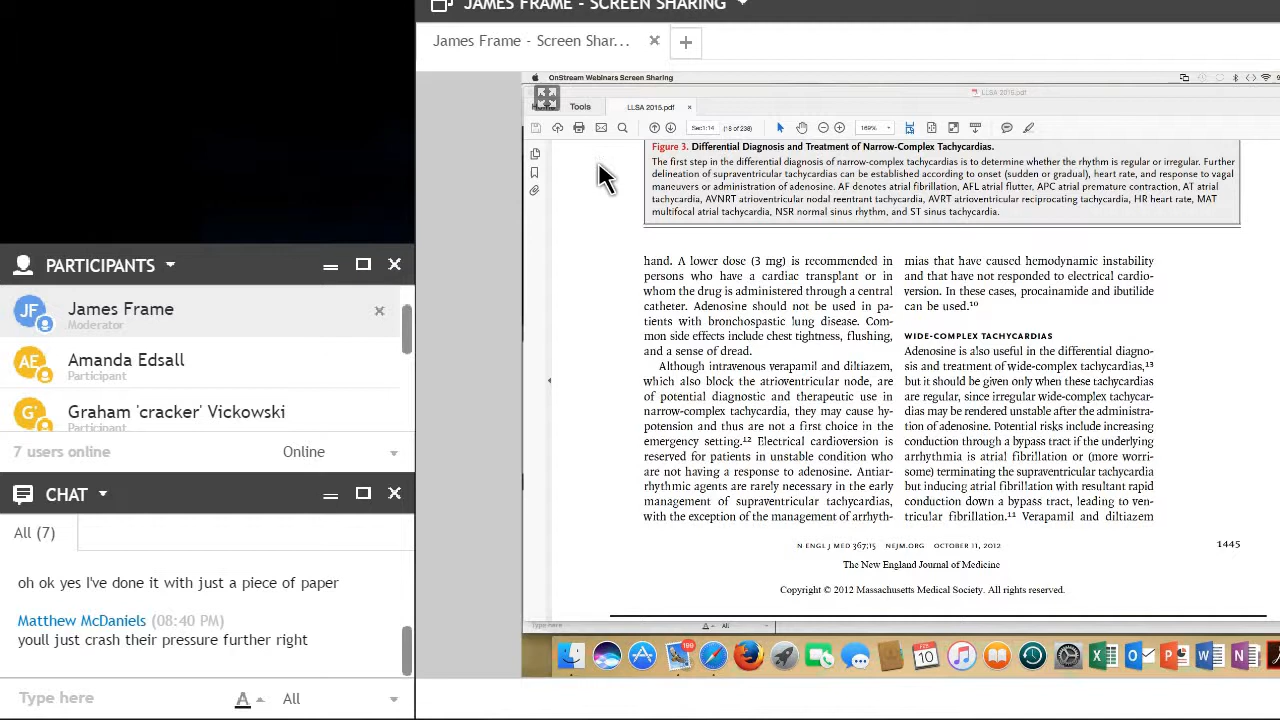 JAMES FRAME - SCREEN SHARING
James Frame - Screen Shar...
PARTICIPANTS
JF
James Frame
Moderator
AE
Amanda Edsall
Participant
G'
Graham 'cracker' Vickowski
Participant
7 users online
Online
CHAT
All (7)
oh ok yes I've done it with just a piece of paper
Matthew McDaniels (08:40 PM)
youll just crash their pressure further right
Type here
A
All
OnStream Webinars Screen Sharing
LLSA 2015.pdf
Tools
LLSA 2015.pdf
Sec1:14
(18 of 238)
169%
Figure 3. Differential Diagnosis and Treatment of Narrow-Complex Tachycardias.
The first step in the differential diagnosis of narrow-complex tachycardias is to determine whether the rhythm is regular or irregular. Further
delineation of supraventricular tachycardias can be established according to onset (sudden or gradual), heart rate, and response to vagal
maneuvers or administration of adenosine. AF denotes atrial fibrillation, AFL atrial flutter, APC atrial premature contraction, AT atrial
tachycardia, AVNRT atrioventricular nodal reentrant tachycardia, AVRT atrioventricular reciprocating tachycardia, HR heart rate, MAT
multifocal atrial tachycardia, NSR normal sinus rhythm, and ST sinus tachycardia.
hand. A lower dose (3 mg) is recommended in
persons who have a cardiac transplant or in
whom the drug is administered through a central
catheter. Adenosine should not be used in pa-
tients with bronchospastic lung disease. Com-
mon side effects include chest tightness, flushing,
and a sense of dread.
Although intravenous verapamil and diltiazem,
which also block the atrioventricular node, are
of potential diagnostic and therapeutic use in
narrow-complex tachycardia, they may cause hy-
potension and thus are not a first choice in the
emergency setting.12 Electrical cardioversion is
reserved for patients in unstable condition who
are not having a response to adenosine. Antiar-
rhythmic agents are rarely necessary in the early
management of supraventricular tachycardias,
with the exception of the management of arrhyth-
mias that have caused hemodynamic instability
and that have not responded to electrical cardio-
version. In these cases, procainamide and ibutilide
can be used.10
WIDE-COMPLEX TACHYCARDIAS
Adenosine is also useful in the differential diagno-
sis and treatment of wide-complex tachycardias,13
but it should be given only when these tachycardias
are regular, since irregular wide-complex tachycar-
dias may be rendered unstable after the administra-
tion of adenosine. Potential risks include increasing
conduction through a bypass tract if the underlying
arrhythmia is atrial fibrillation or (more worri-
some) terminating the supraventricular tachycardia
but inducing atrial fibrillation with resultant rapid
conduction down a bypass tract, leading to ven-
tricular fibrillation.11 Verapamil and diltiazem
N ENGL J MED 367;15 NEJM.ORG OCTOBER 11, 2012
1445
The New England Journal of Medicine
Copyright © 2012 Massachusetts Medical Society. All rights reserved.
Type here
A
All
FEB
10